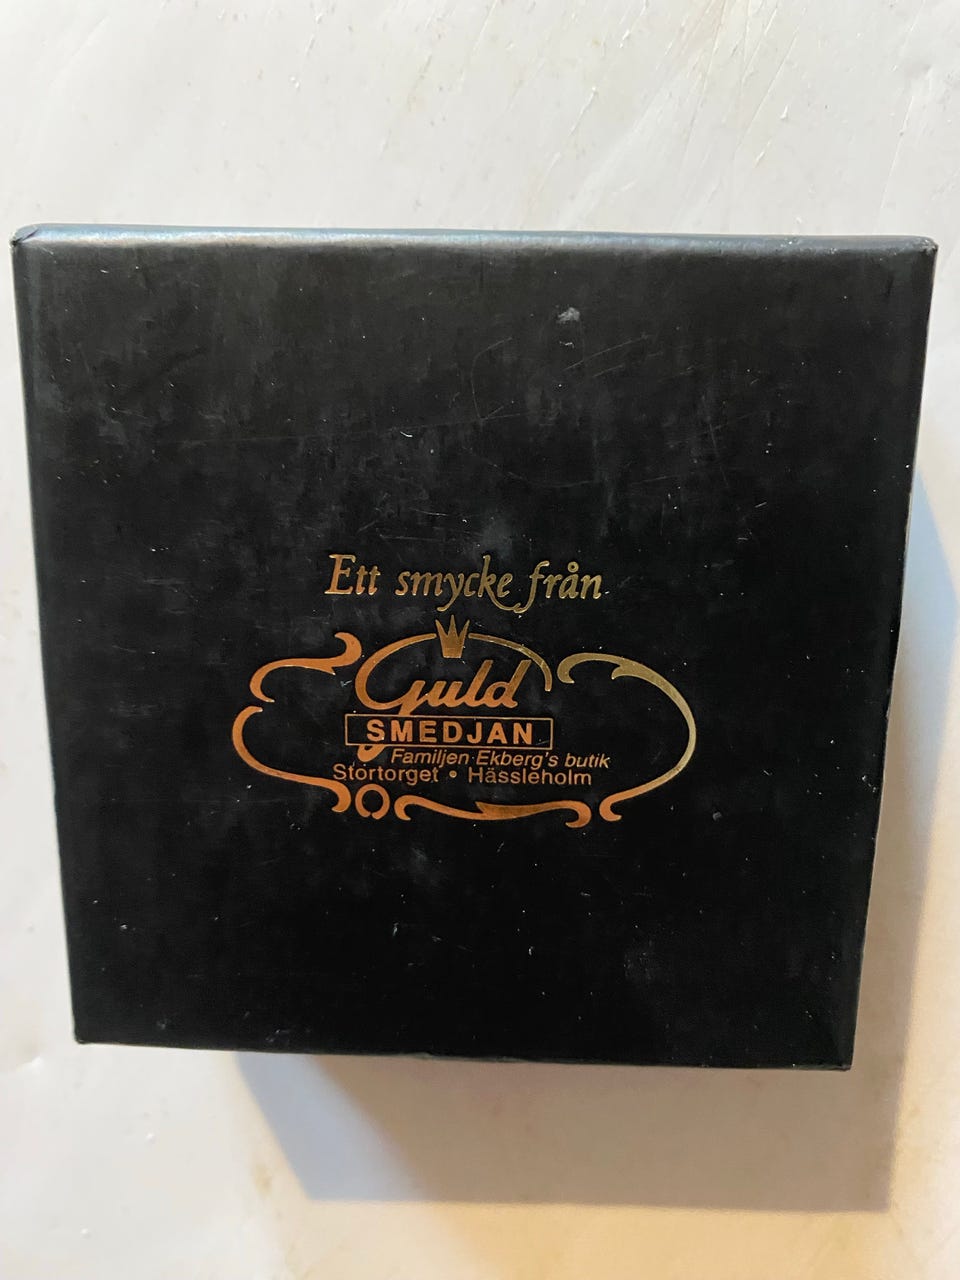 Ett smycke från
Guld
SMEDJAN
Familjen Ekberg's butik
Stortorget • Hässleholm